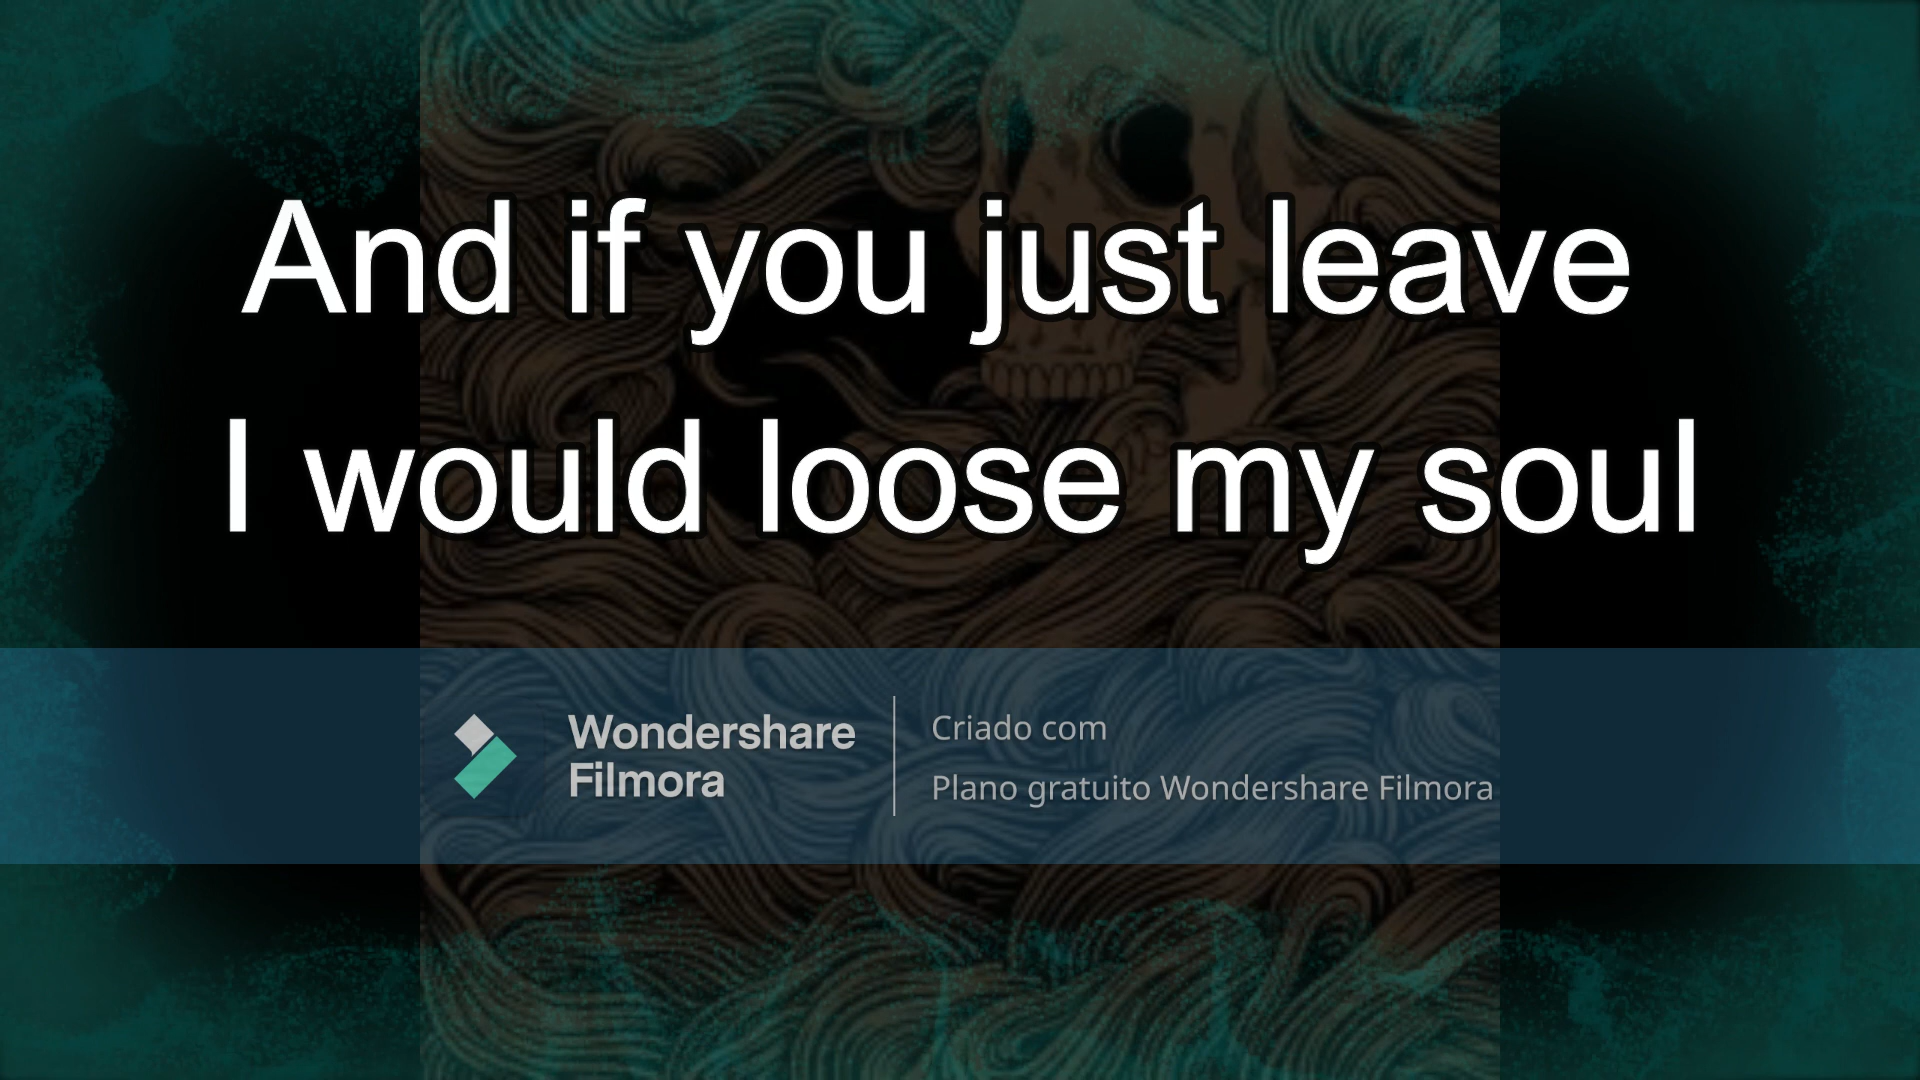 And if you just leave
I would loose my soul
Wondershare
Filmora
Criado com
Plano gratuito Wondershare Filmora